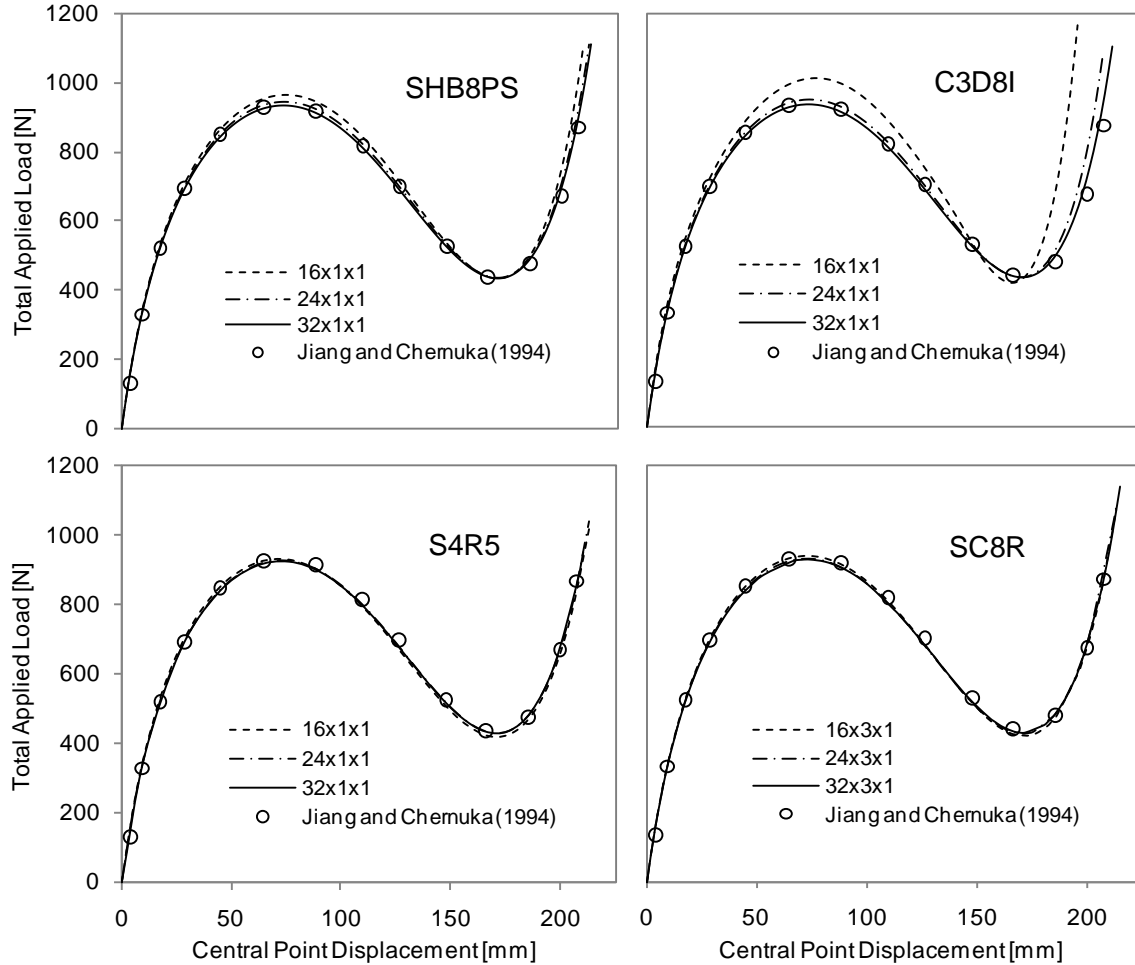 1200
1000
800
600
400
200
0
Total Applied Load [N]
SHB8PS
16x1x1
24x1x1
32x1x1
Jiang and Chernuka (1994)
C3D8I
16x1x1
24x1x1
32x1x1
Jiang and Chernuka (1994)
1200
1000
800
600
400
200
0
Total Applied Load [N]
S4R5
16x1x1
24x1x1
32x1x1
Jiang and Chernuka (1994)
0 50 100 150 200
Central Point Displacement [mm]
SC8R
16x3x1
24x3x1
32x3x1
Jiang and Chernuka (1994)
0 50 100 150 200
Central Point Displacement [mm]